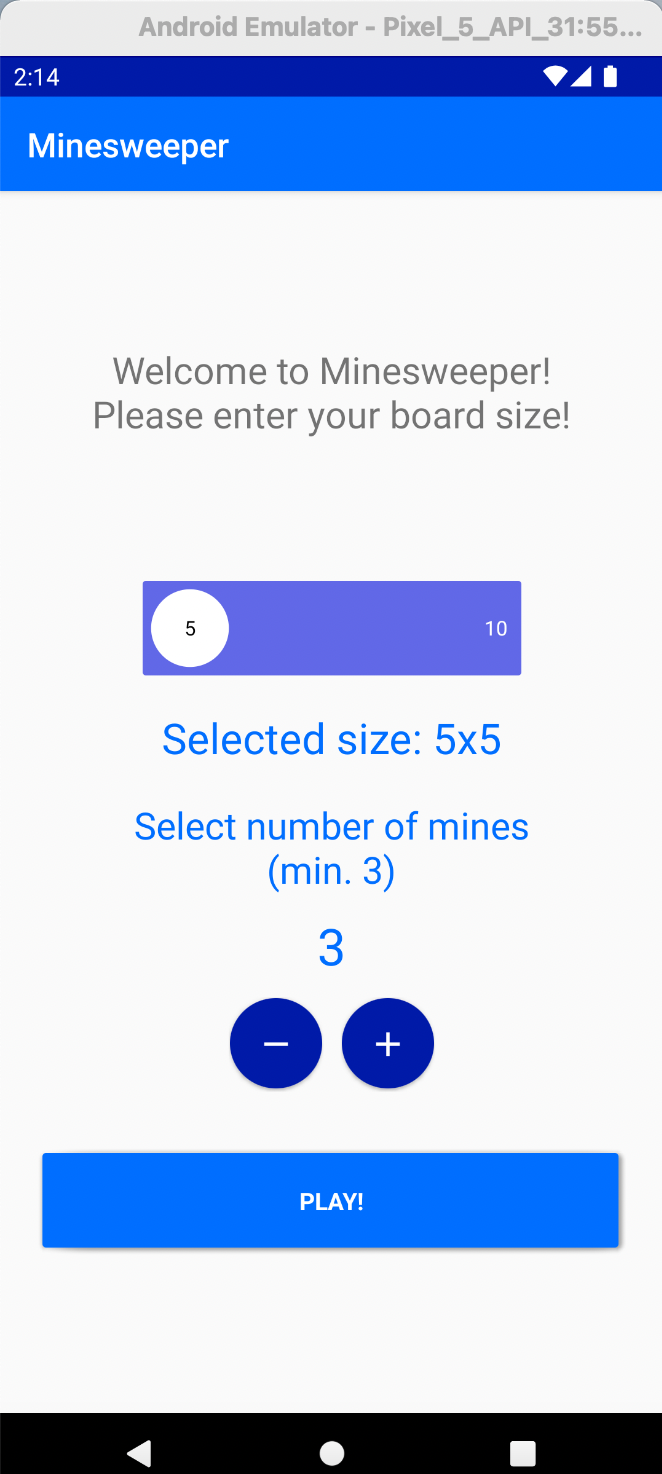 Android Emulator - Pixel_5_API_31:55...
2:14
Minesweeper
Welcome to Minesweeper!
Please enter your board size!
5 10
Selected size: 5x5
Select number of mines
(min. 3)
3
− +
PLAY!